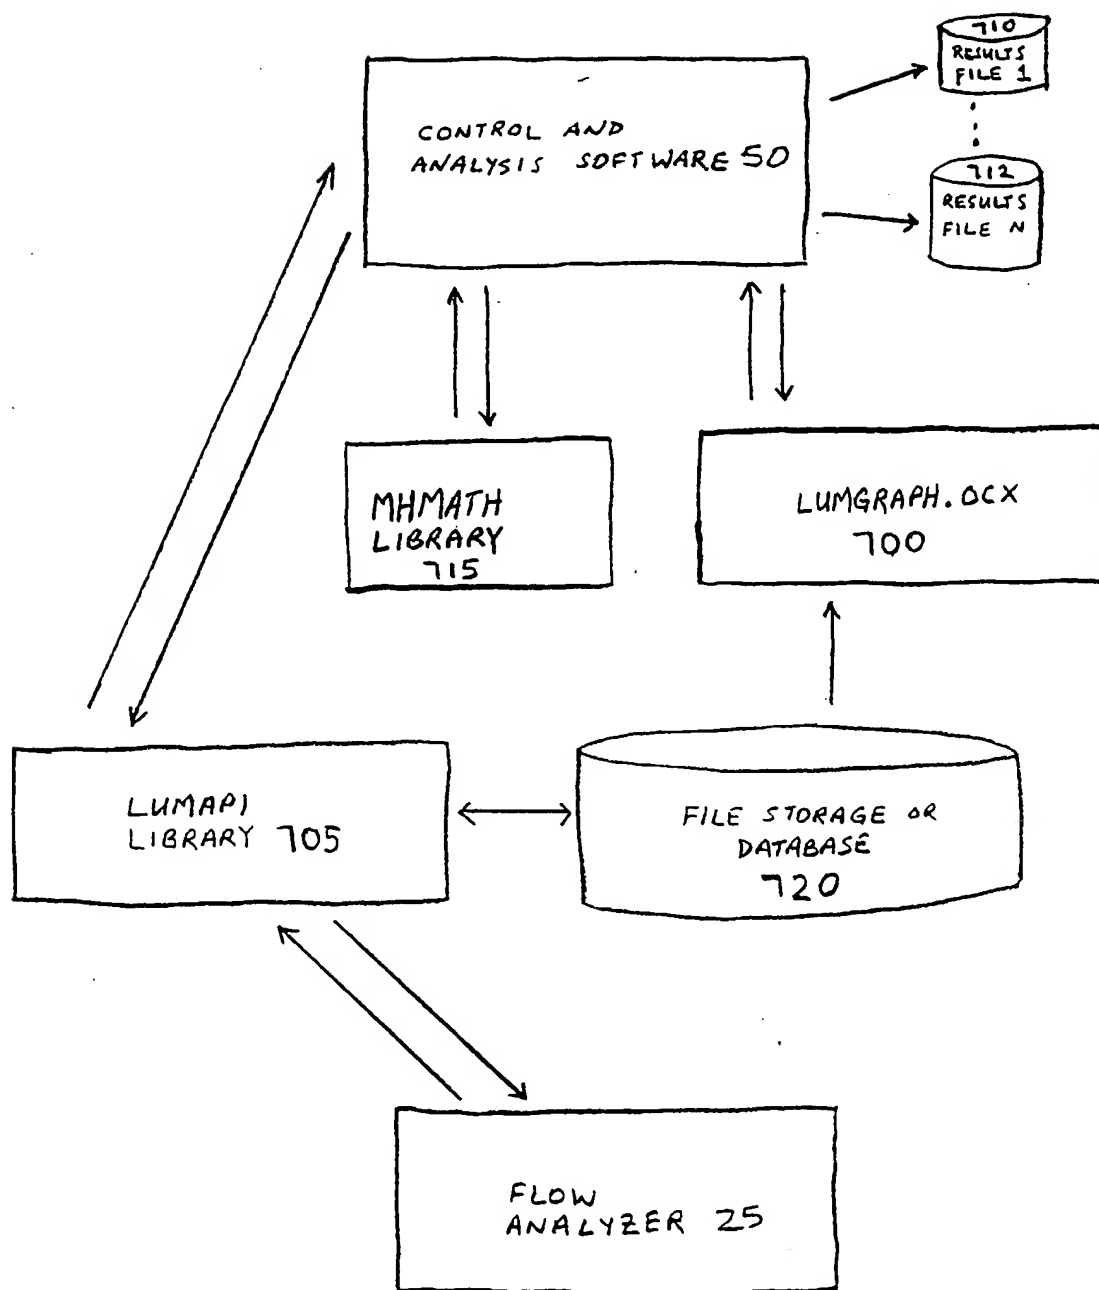 710
RESULTS
FILE 1
CONTROL AND
ANALYSIS SOFTWARE 50
712
RESULTS
FILE N
MHMATH
LIBRARY
715
LUMGRAPH.OCX
700
LUMAPI
LIBRARY 705
FILE STORAGE OR
DATABASE
720
FLOW
ANALYZER 25